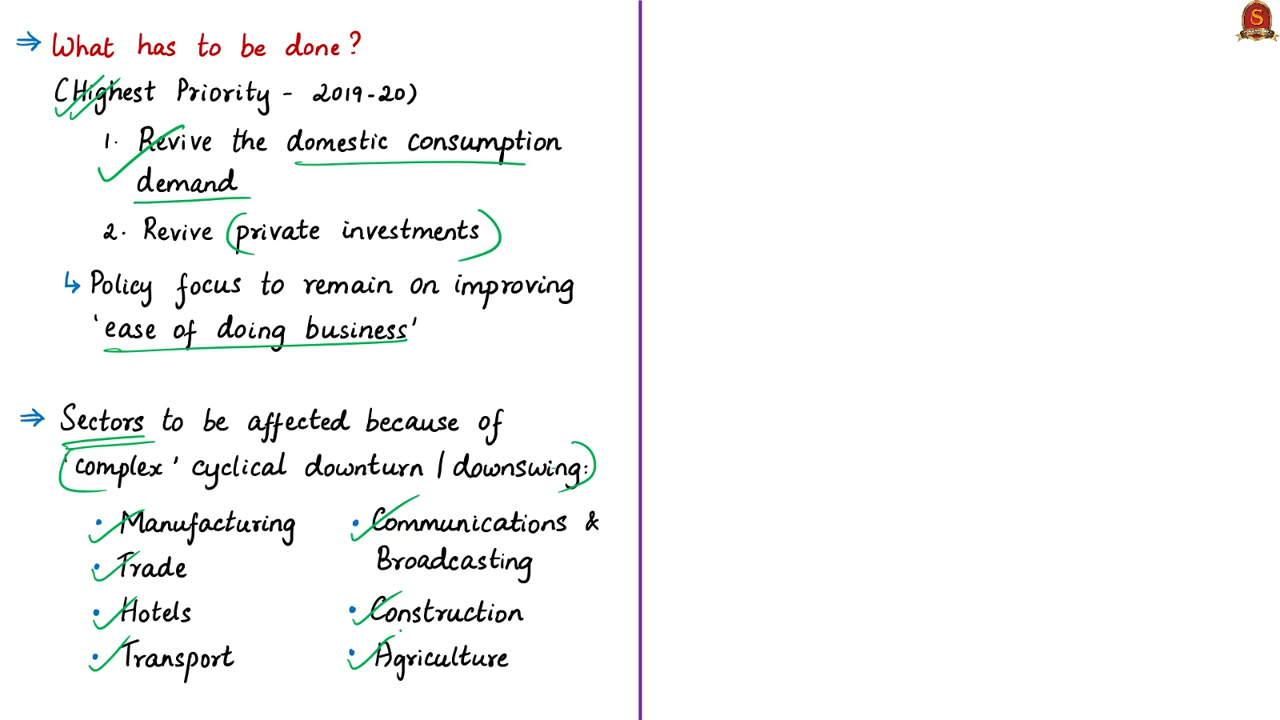 ⇒ What has to be done?
(Highest Priority - 2019-20)
1. Revive the domestic consumption
demand
2. Revive (private investments)
↳ Policy focus to remain on improving
'ease of doing business'
⇒ Sectors to be affected because of
'complex' cyclical downturn / downswing:
• Manufacturing
• Trade
• Hotels
• Transport
• Communications &
Broadcasting
• Construction
• Agriculture
S